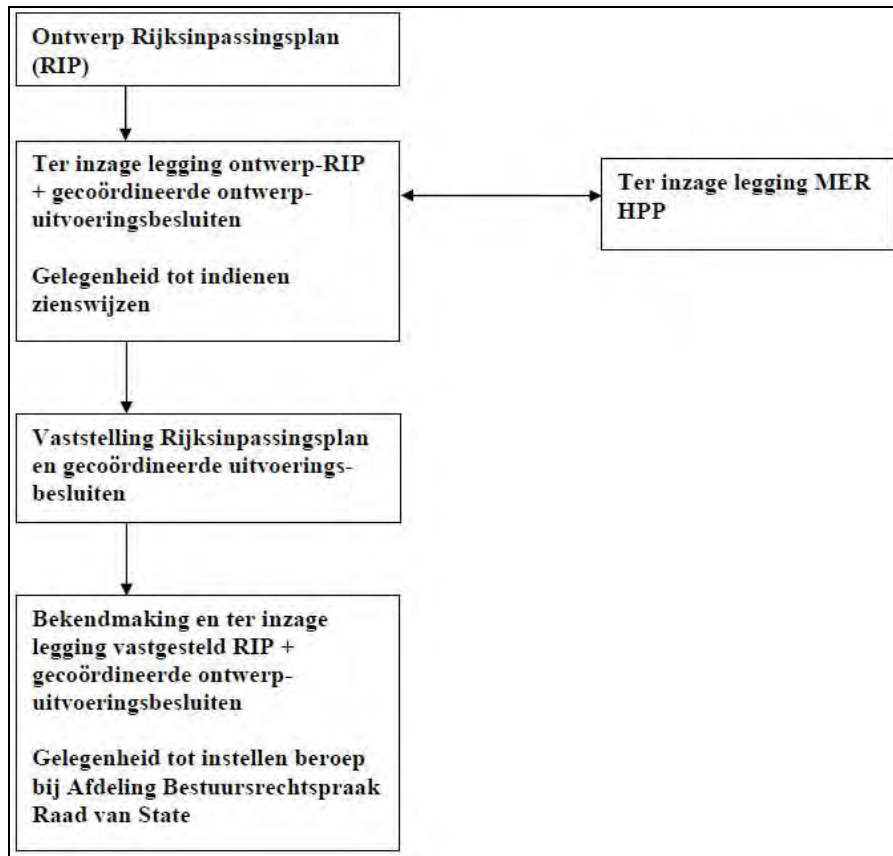 Ontwerp Rijksinpassingsplan
(RIP)
Ter inzage legging ontwerp-RIP
+ gecoördineerde ontwerp-
uitvoeringsbesluiten
Gelegenheid tot indienen
zienswijzen
Ter inzage legging MER
HPP
Vaststelling Rijksinpassingsplan
en gecoördineerde uitvoerings-
besluiten
Bekendmaking en ter inzage
legging vastgesteld RIP +
gecoördineerde ontwerp-
uitvoeringsbesluiten
Gelegenheid tot instellen beroep
bij Afdeling Bestuursrechtspraak
Raad van State